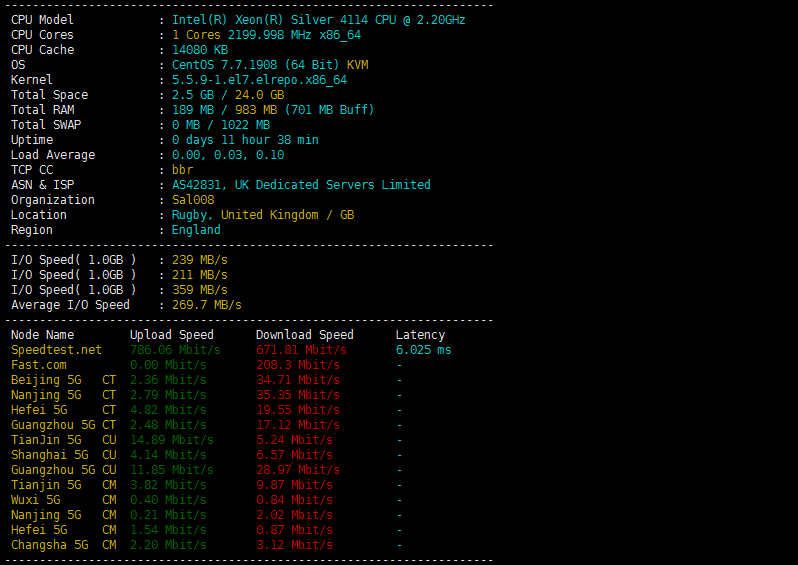 ----------------------------------------------------------------------
CPU Model            : Intel(R) Xeon(R) Silver 4114 CPU @ 2.20GHz
CPU Cores            : 1 Cores 2199.998 MHz x86_64
CPU Cache            : 14080 KB
OS                   : CentOS 7.7.1908 (64 Bit) KVM
Kernel               : 5.5.9-1.el7.elrepo.x86_64
Total Space          : 2.5 GB / 24.0 GB
Total RAM            : 189 MB / 983 MB (701 MB Buff)
Total SWAP           : 0 MB / 1022 MB
Uptime               : 0 days 11 hour 38 min
Load Average         : 0.00, 0.03, 0.10
TCP CC               : bbr
ASN & ISP            : AS42831, UK Dedicated Servers Limited
Organization         : Sal008
Location             : Rugby, United Kingdom / GB
Region               : England
----------------------------------------------------------------------
I/O Speed( 1.0GB )   : 239 MB/s
I/O Speed( 1.0GB )   : 211 MB/s
I/O Speed( 1.0GB )   : 359 MB/s
Average I/O Speed    : 269.7 MB/s
----------------------------------------------------------------------
Node Name        Upload Speed      Download Speed      Latency
Speedtest.net    786.06 Mbit/s     671.81 Mbit/s       6.025 ms
Fast.com         0.00 Mbit/s       208.3 Mbit/s        -
Beijing 5G   CT  2.36 Mbit/s       34.71 Mbit/s        -
Nanjing 5G   CT  2.79 Mbit/s       35.35 Mbit/s        -
Hefei 5G     CT  4.82 Mbit/s       19.55 Mbit/s        -
Guangzhou 5G CT  2.48 Mbit/s       17.12 Mbit/s        -
TianJin 5G   CU  14.89 Mbit/s      5.24 Mbit/s         -
Shanghai 5G  CU  4.14 Mbit/s       6.57 Mbit/s         -
Guangzhou 5G CU  11.85 Mbit/s      28.97 Mbit/s        -
Tianjin 5G   CM  3.82 Mbit/s       9.87 Mbit/s         -
Wuxi 5G      CM  0.40 Mbit/s       0.84 Mbit/s         -
Nanjing 5G   CM  0.21 Mbit/s       2.02 Mbit/s         -
Hefei 5G     CM  1.54 Mbit/s       0.87 Mbit/s         -
Changsha 5G  CM  2.20 Mbit/s       3.12 Mbit/s         -
----------------------------------------------------------------------